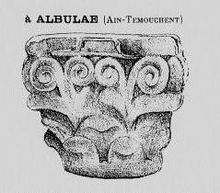 à ALBULAE (AIN-TEMOUCHENT)